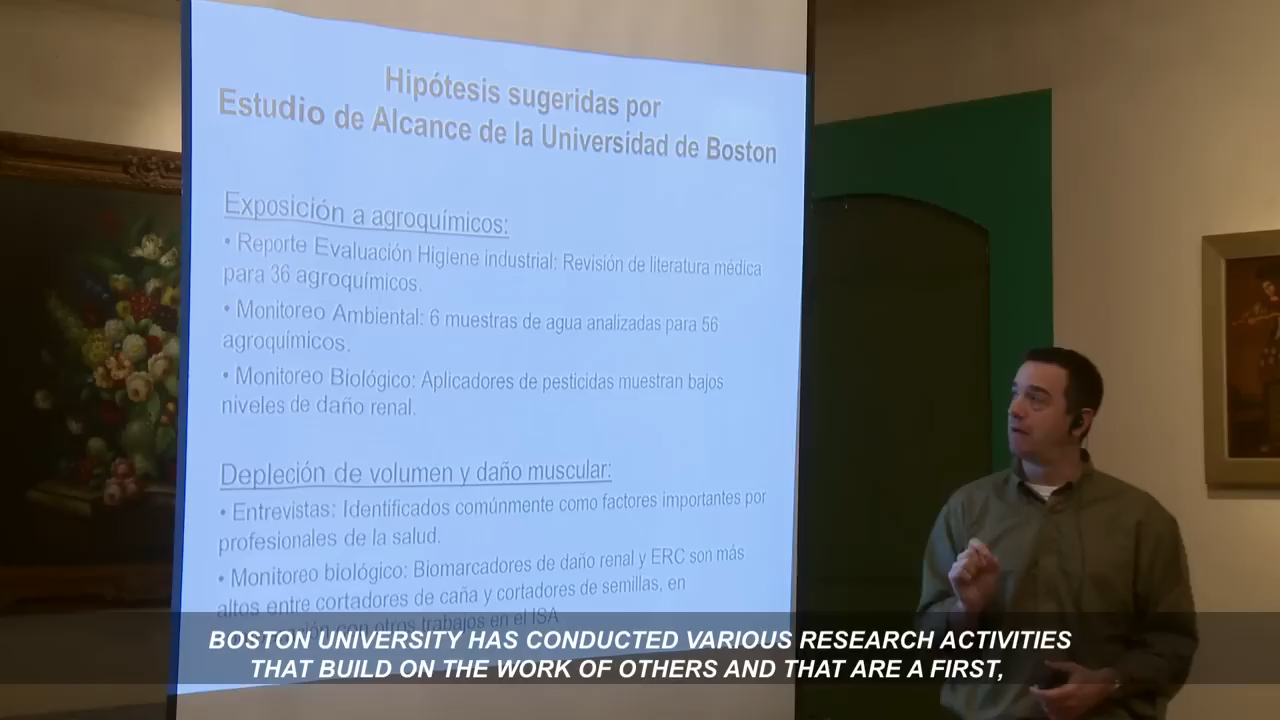 Hipótesis sugeridas por
Estudio de Alcance de la Universidad de Boston
Exposición a agroquímicos:
• Reporte Evaluación Higiene industrial: Revisión de literatura médica
para 36 agroquímicos.
• Monitoreo Ambiental: 6 muestras de agua analizadas para 56
agroquímicos.
• Monitoreo Biológico: Aplicadores de pesticidas muestran bajos
niveles de daño renal.
Depleción de volumen y daño muscular:
• Entrevistas: Identificados comúnmente como factores importantes por
profesionales de la salud.
• Monitoreo biológico: Biomarcadores de daño renal y ERC son más
altos entre cortadores de caña y cortadores de semillas, en
con otros trabajos en el ISA
BOSTON UNIVERSITY HAS CONDUCTED VARIOUS RESEARCH ACTIVITIES
THAT BUILD ON THE WORK OF OTHERS AND THAT ARE A FIRST,